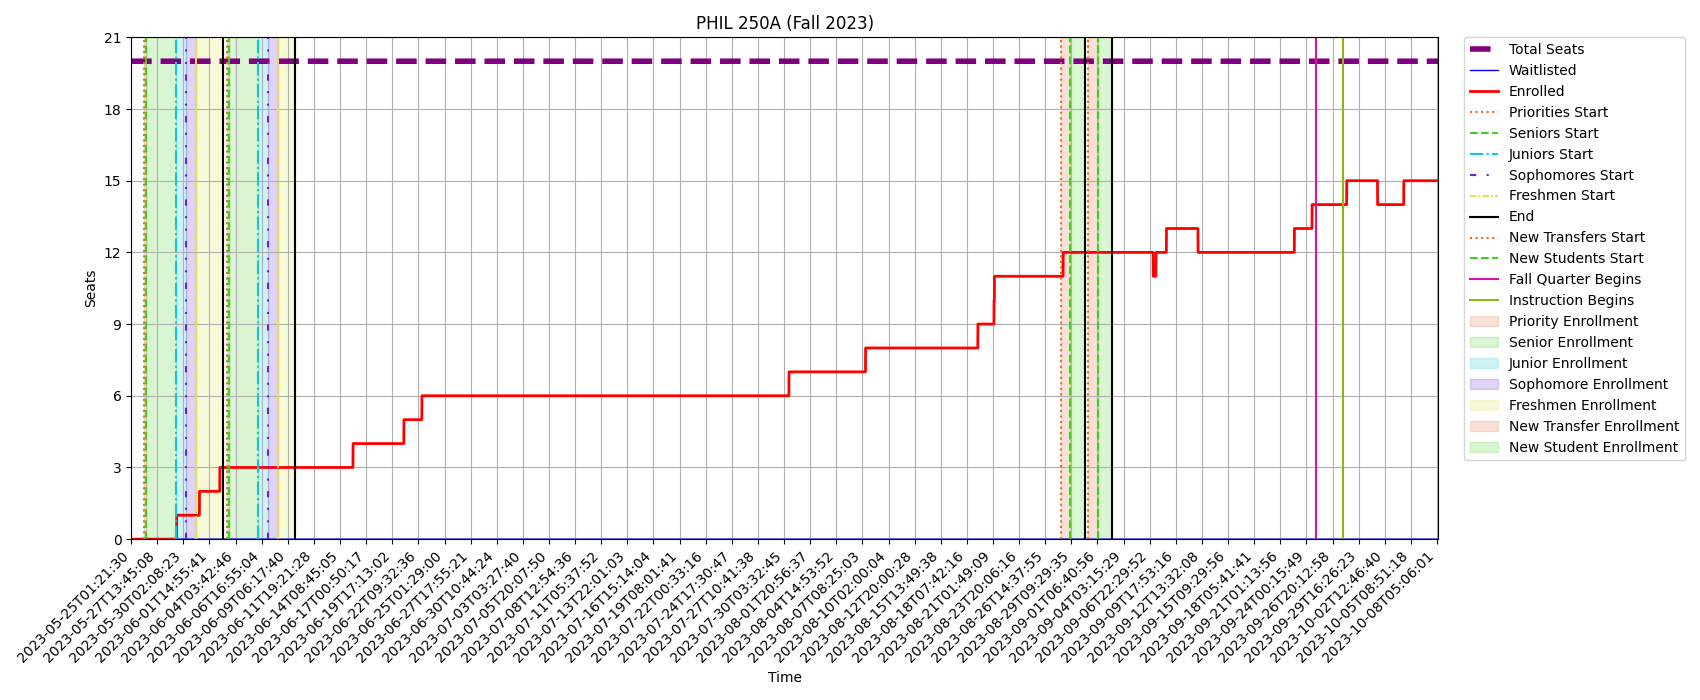 PHIL 250A (Fall 2023)
21
18
15
12
9
6
3
0
Seats
2023-05-25T01:21:30
2023-05-27T13:45:08
2023-05-30T02:08:23
2023-06-01T14:55:41
2023-06-04T03:42:46
2023-06-06T16:55:04
2023-06-09T06:17:40
2023-06-11T19:21:28
2023-06-14T08:45:05
2023-06-17T00:50:17
2023-06-19T17:13:02
2023-06-22T09:32:36
2023-06-25T01:29:00
2023-06-27T17:55:21
2023-06-30T10:44:24
2023-07-03T03:27:40
2023-07-05T20:07:50
2023-07-08T12:54:36
2023-07-11T05:37:52
2023-07-13T22:01:03
2023-07-16T15:14:04
2023-07-19T08:01:41
2023-07-22T00:33:16
2023-07-24T17:30:47
2023-07-27T10:41:38
2023-07-30T03:32:45
2023-08-01T20:56:37
2023-08-04T14:53:52
2023-08-07T08:25:03
2023-08-10T02:00:04
2023-08-12T20:00:28
2023-08-15T13:49:38
2023-08-18T07:42:16
2023-08-21T01:49:09
2023-08-23T20:06:16
2023-08-26T14:37:55
2023-08-29T09:29:35
2023-09-01T06:40:56
2023-09-04T03:15:29
2023-09-06T22:29:52
2023-09-09T17:53:16
2023-09-12T13:32:08
2023-09-15T09:29:56
2023-09-18T05:41:41
2023-09-21T01:13:56
2023-09-24T00:15:49
2023-09-26T20:12:58
2023-09-29T16:26:23
2023-10-02T12:46:40
2023-10-05T08:51:18
2023-10-08T05:06:01
Time
Total Seats
Waitlisted
Enrolled
Priorities Start
Seniors Start
Juniors Start
Sophomores Start
Freshmen Start
End
New Transfers Start
New Students Start
Fall Quarter Begins
Instruction Begins
Priority Enrollment
Senior Enrollment
Junior Enrollment
Sophomore Enrollment
Freshmen Enrollment
New Transfer Enrollment
New Student Enrollment